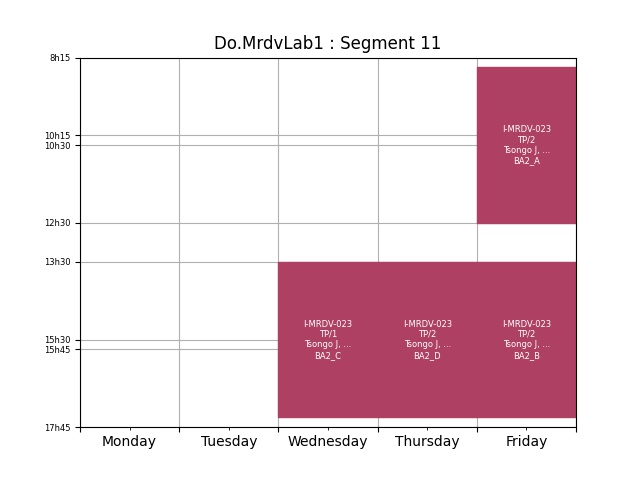 Do.MrdvLab1 : Segment 11
8h15
10h15
10h30
12h30
13h30
15h30
15h45
17h45
I-MRDV-023
TP/2
Tsongo J, ...
BA2_A
I-MRDV-023
TP/1
Tsongo J, ...
BA2_C
I-MRDV-023
TP/2
Tsongo J, ...
BA2_D
I-MRDV-023
TP/2
Tsongo J, ...
BA2_B
Monday
Tuesday
Wednesday
Thursday
Friday